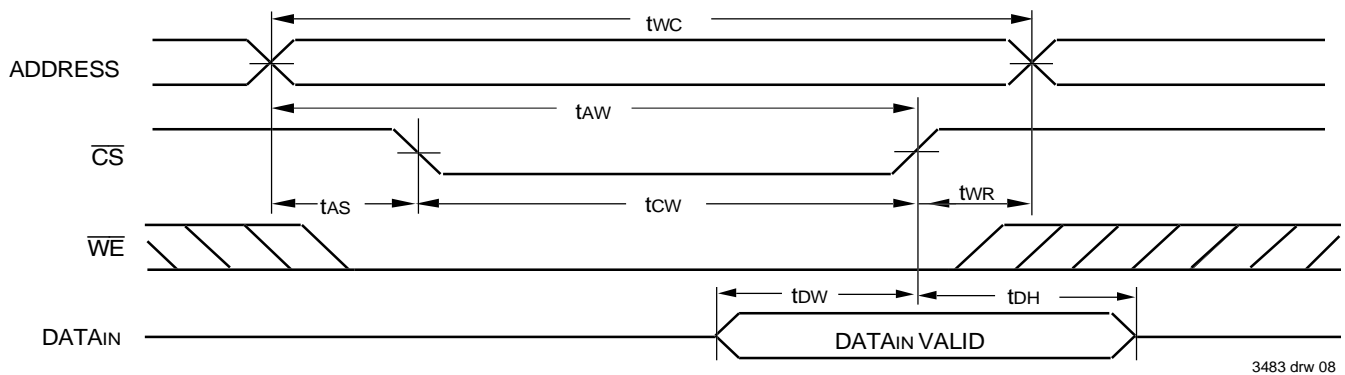 tWC
ADDRESS
tAW
CS
tAS
tCW
tWR
WE
tDW
tDH
DATAIN
DATAIN VALID
3483 drw 08